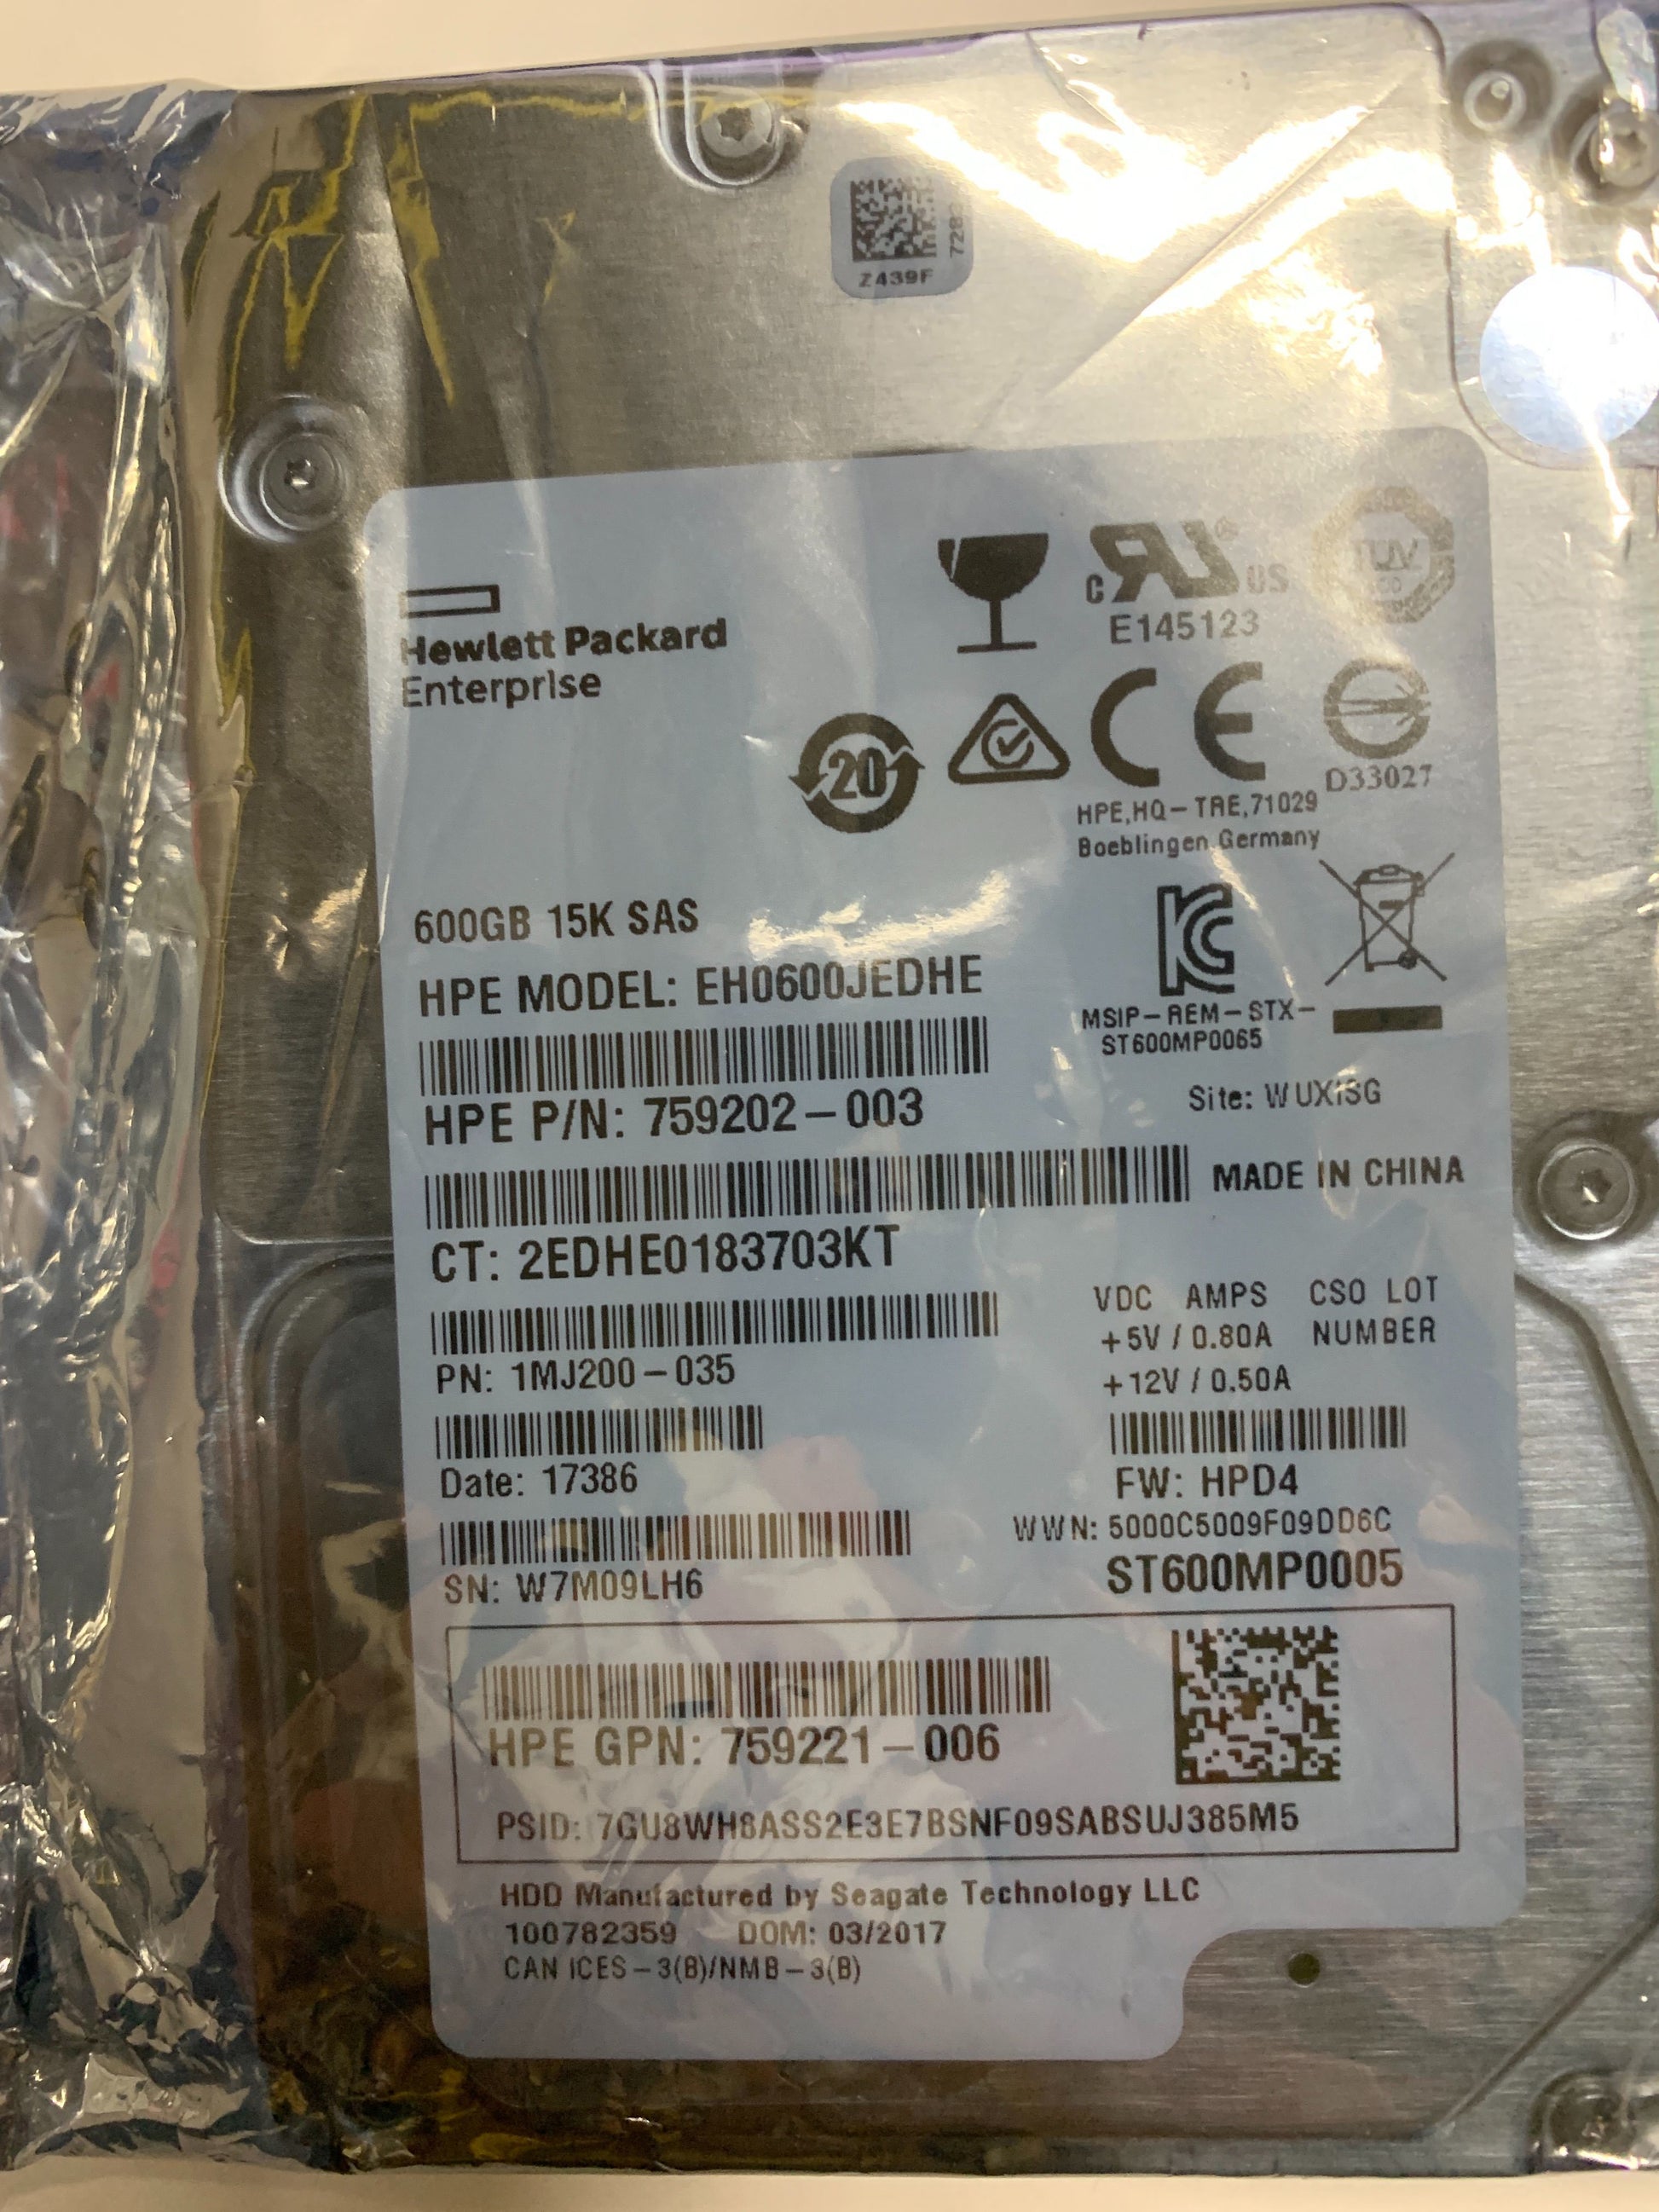 Z439F
728
Hewlett Packard
Enterprise
c RU US
E145123
TUV
20
CE
D33027
HPE,HQ-TRE,71029
Boeblingen Germany
600GB 15K SAS
HPE MODEL: EH0600JEDHE
MSIP-REM-STX-
ST600MP0065
HPE P/N: 759202-003
Site: WUXISG
MADE IN CHINA
CT: 2EDHE0183703KT
VDC AMPS CSO LOT
+5V / 0.80A NUMBER
+12V / 0.50A
PN: 1MJ200-035
Date: 17386
FW: HPD4
WWN: 5000C5009F09DD6C
SN: W7M09LH6
ST600MP0005
HPE GPN: 759221-006
PSID: 7GU8WH8ASS2E3E7BSNF09SABSUJ385M5
HDD Manufactured by Seagate Technology LLC
100782359 DOM: 03/2017
CAN ICES-3(B)/NMB-3(B)